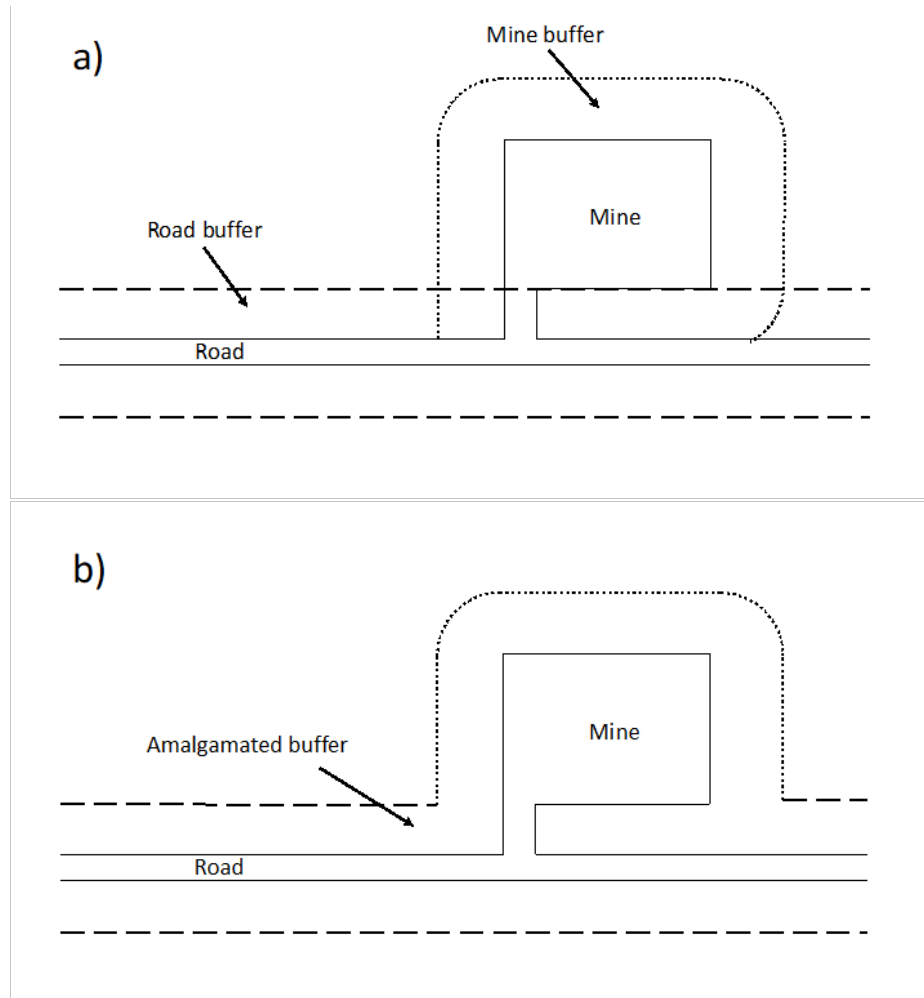 a)
Mine buffer
Mine
Road buffer
Road
b)
Mine
Amalgamated buffer
Road